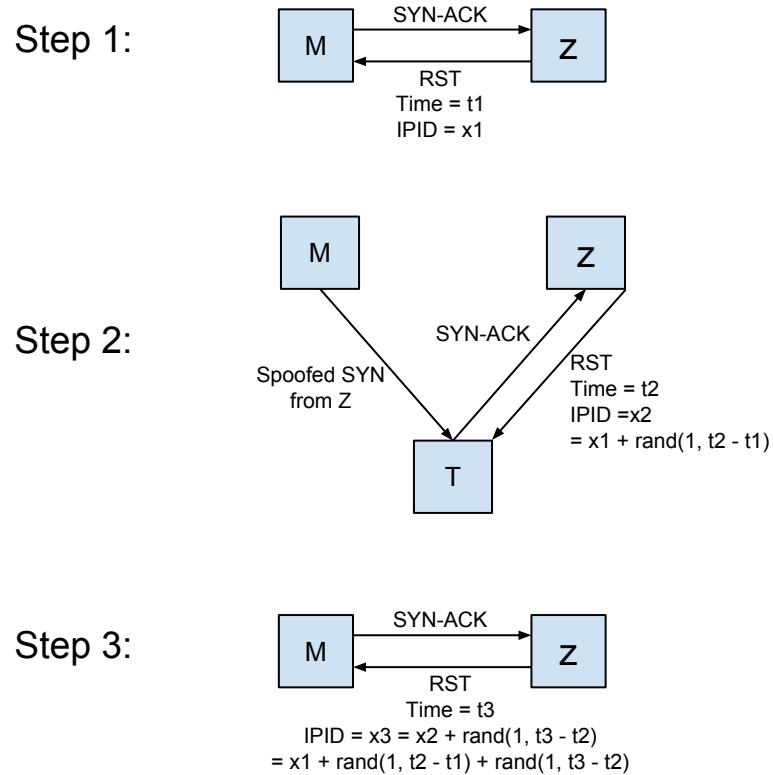 Step 1:
M
SYN-ACK
Z
RST
Time = t1
IPID = x1
Step 2:
M
Z
SYN-ACK
Spoofed SYN
from Z
RST
Time = t2
IPID =x2
= x1 + rand(1, t2 - t1)
T
Step 3:
M
SYN-ACK
Z
RST
Time = t3
IPID = x3 = x2 + rand(1, t3 - t2)
= x1 + rand(1, t2 - t1) + rand(1, t3 - t2)